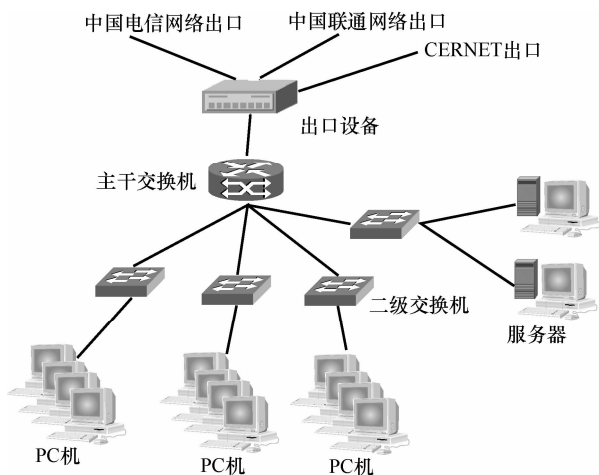 中国电信网络出口
中国联通网络出口
CERNET出口
出口设备
主干交换机
二级交换机
服务器
PC机
PC机
PC机